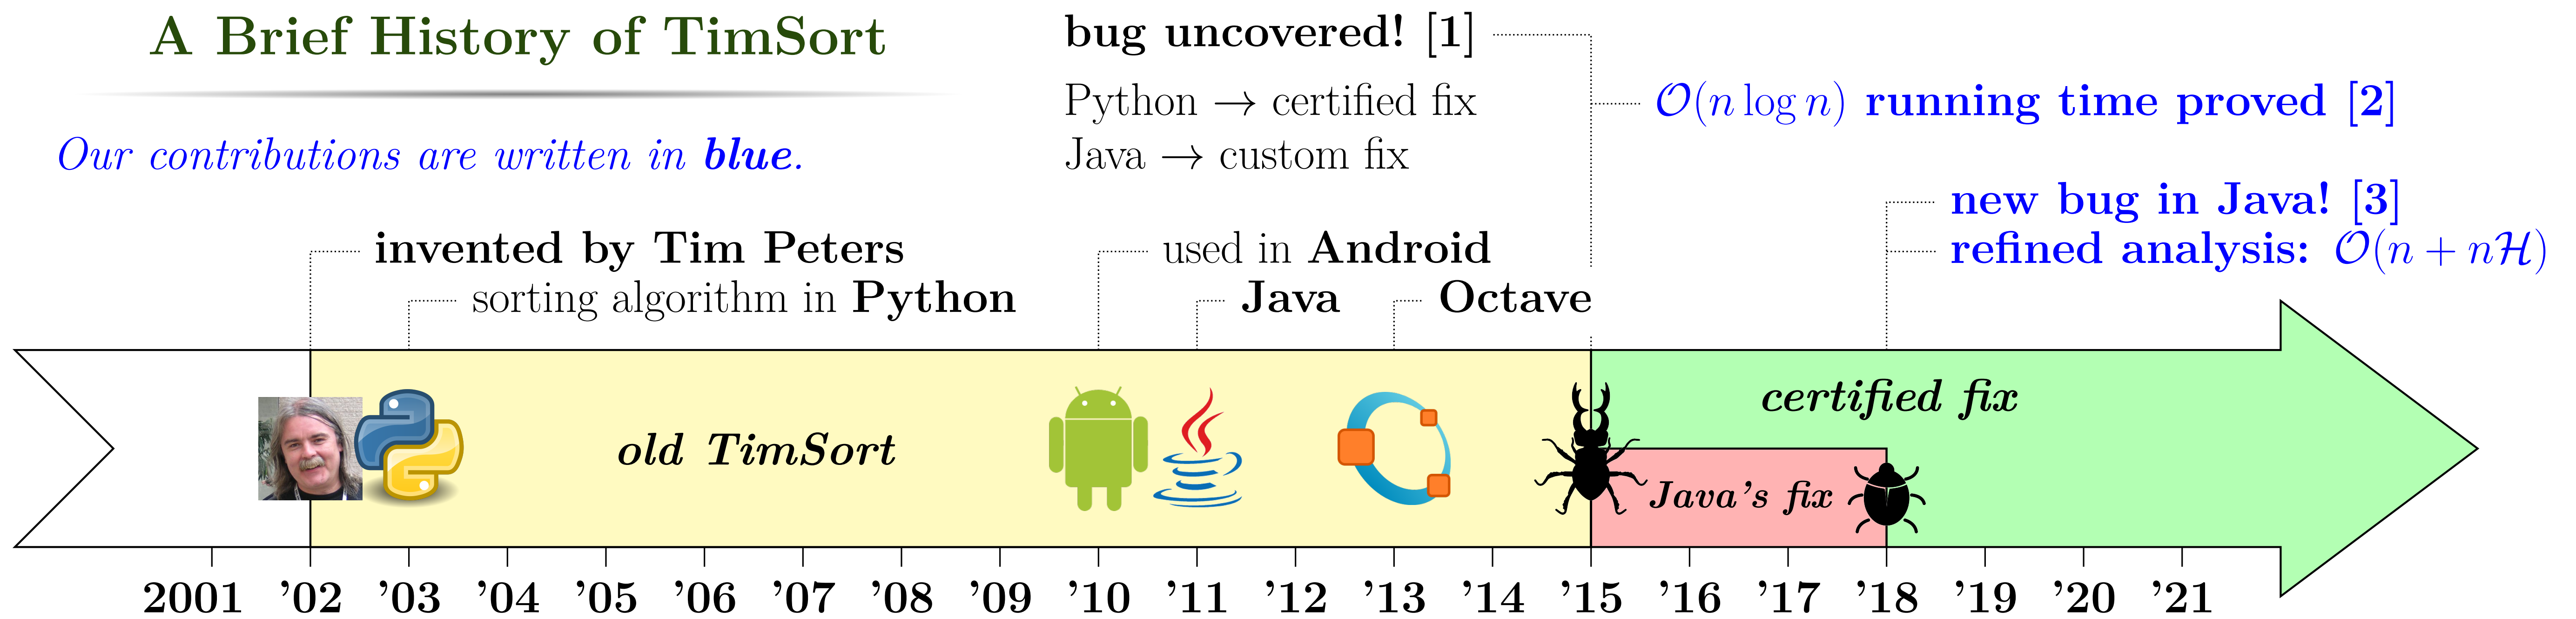 A Brief History of TimSort
Our contributions are written in blue.
bug uncovered! [1]
Python → certified fix
Java → custom fix
𝒪(n log n) running time proved [2]
new bug in Java! [3]
refined analysis: 𝒪(n + nℋ)
invented by Tim Peters
sorting algorithm in Python
used in Android
Java
Octave
old TimSort
certified fix
Java's fix
2001 '02 '03 '04 '05 '06 '07 '08 '09 '10 '11 '12 '13 '14 '15 '16 '17 '18 '19 '20 '21